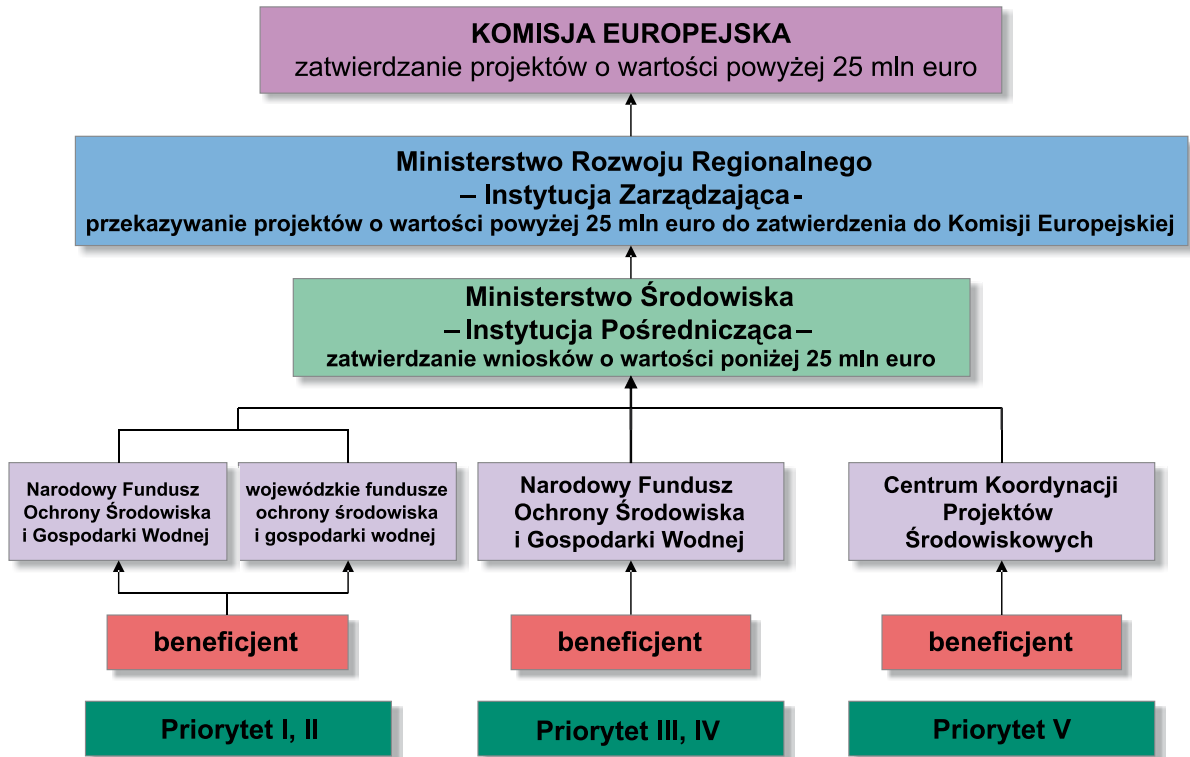 KOMISJA EUROPEJSKA
zatwierdzanie projektów o wartości powyżej 25 mln euro
Ministerstwo Rozwoju Regionalnego
– Instytucja Zarządzająca-
przekazywanie projektów o wartości powyżej 25 mln euro do zatwierdzenia do Komisji Europejskiej
Ministerstwo Środowiska
– Instytucja Pośrednicząca –
zatwierdzanie wniosków o wartości poniżej 25 mln euro
Narodowy Fundusz
Ochrony Środowiska
i Gospodarki Wodnej
wojewódzkie fundusze
ochrony środowiska
i gospodarki wodnej
Narodowy Fundusz
Ochrony Środowiska
i Gospodarki Wodnej
Centrum Koordynacji
Projektów
Środowiskowych
beneficjent
beneficjent
beneficjent
Priorytet I, II
Priorytet III, IV
Priorytet V